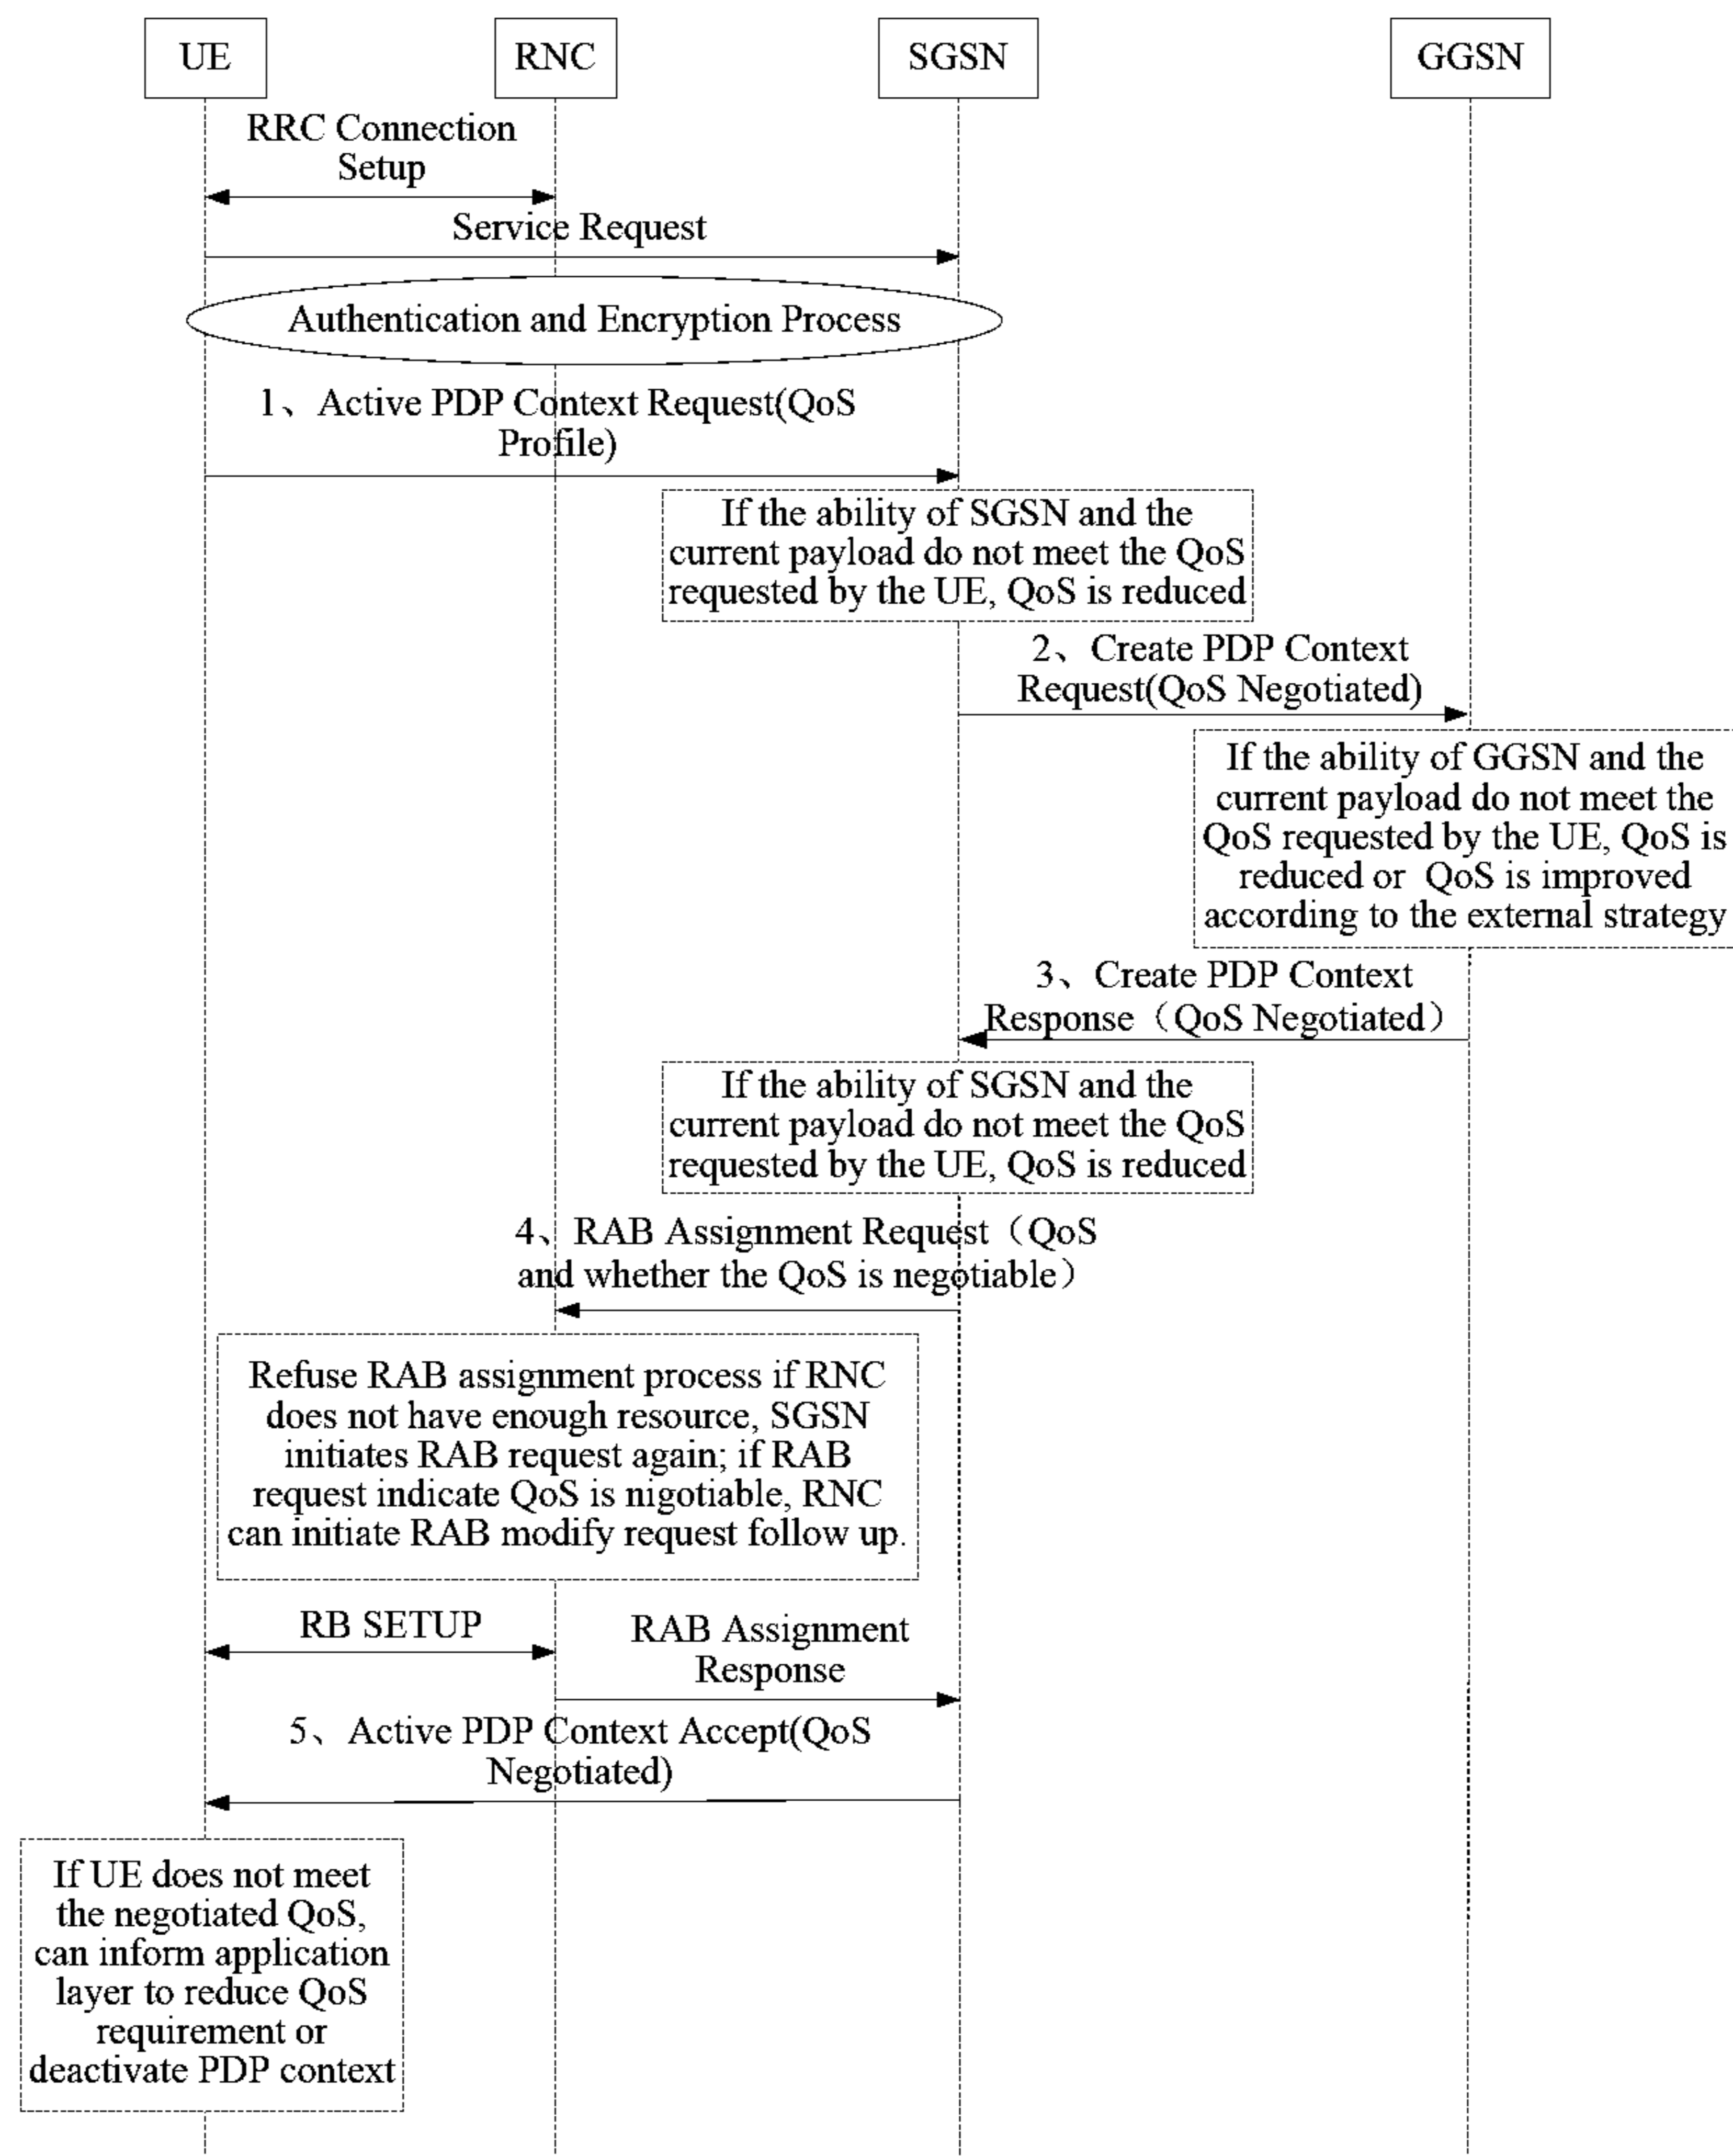 UE
RNC
SGSN
GGSN
RRC Connection
Setup
Service Request
Authentication and Encryption Process
1、Active PDP Context Request(QoS
Profile)
If the ability of SGSN and the
current payload do not meet the QoS
requested by the UE, QoS is reduced
2、Create PDP Context
Request(QoS Negotiated)
If the ability of GGSN and the
current payload do not meet the
QoS requested by the UE, QoS is
reduced or QoS is improved
according to the external strategy
3、Create PDP Context
Response（QoS Negotiated）
If the ability of SGSN and the
current payload do not meet the QoS
requested by the UE, QoS is reduced
4、RAB Assignment Request（QoS
and whether the QoS is negotiable）
Refuse RAB assignment process if RNC
does not have enough resource, SGSN
initiates RAB request again; if RAB
request indicate QoS is nigotiable, RNC
can initiate RAB modify request follow up.
RB SETUP
RAB Assignment
Response
5、Active PDP Context Accept(QoS
Negotiated)
If UE does not meet
the negotiated QoS,
can inform application
layer to reduce QoS
requirement or
deactivate PDP context